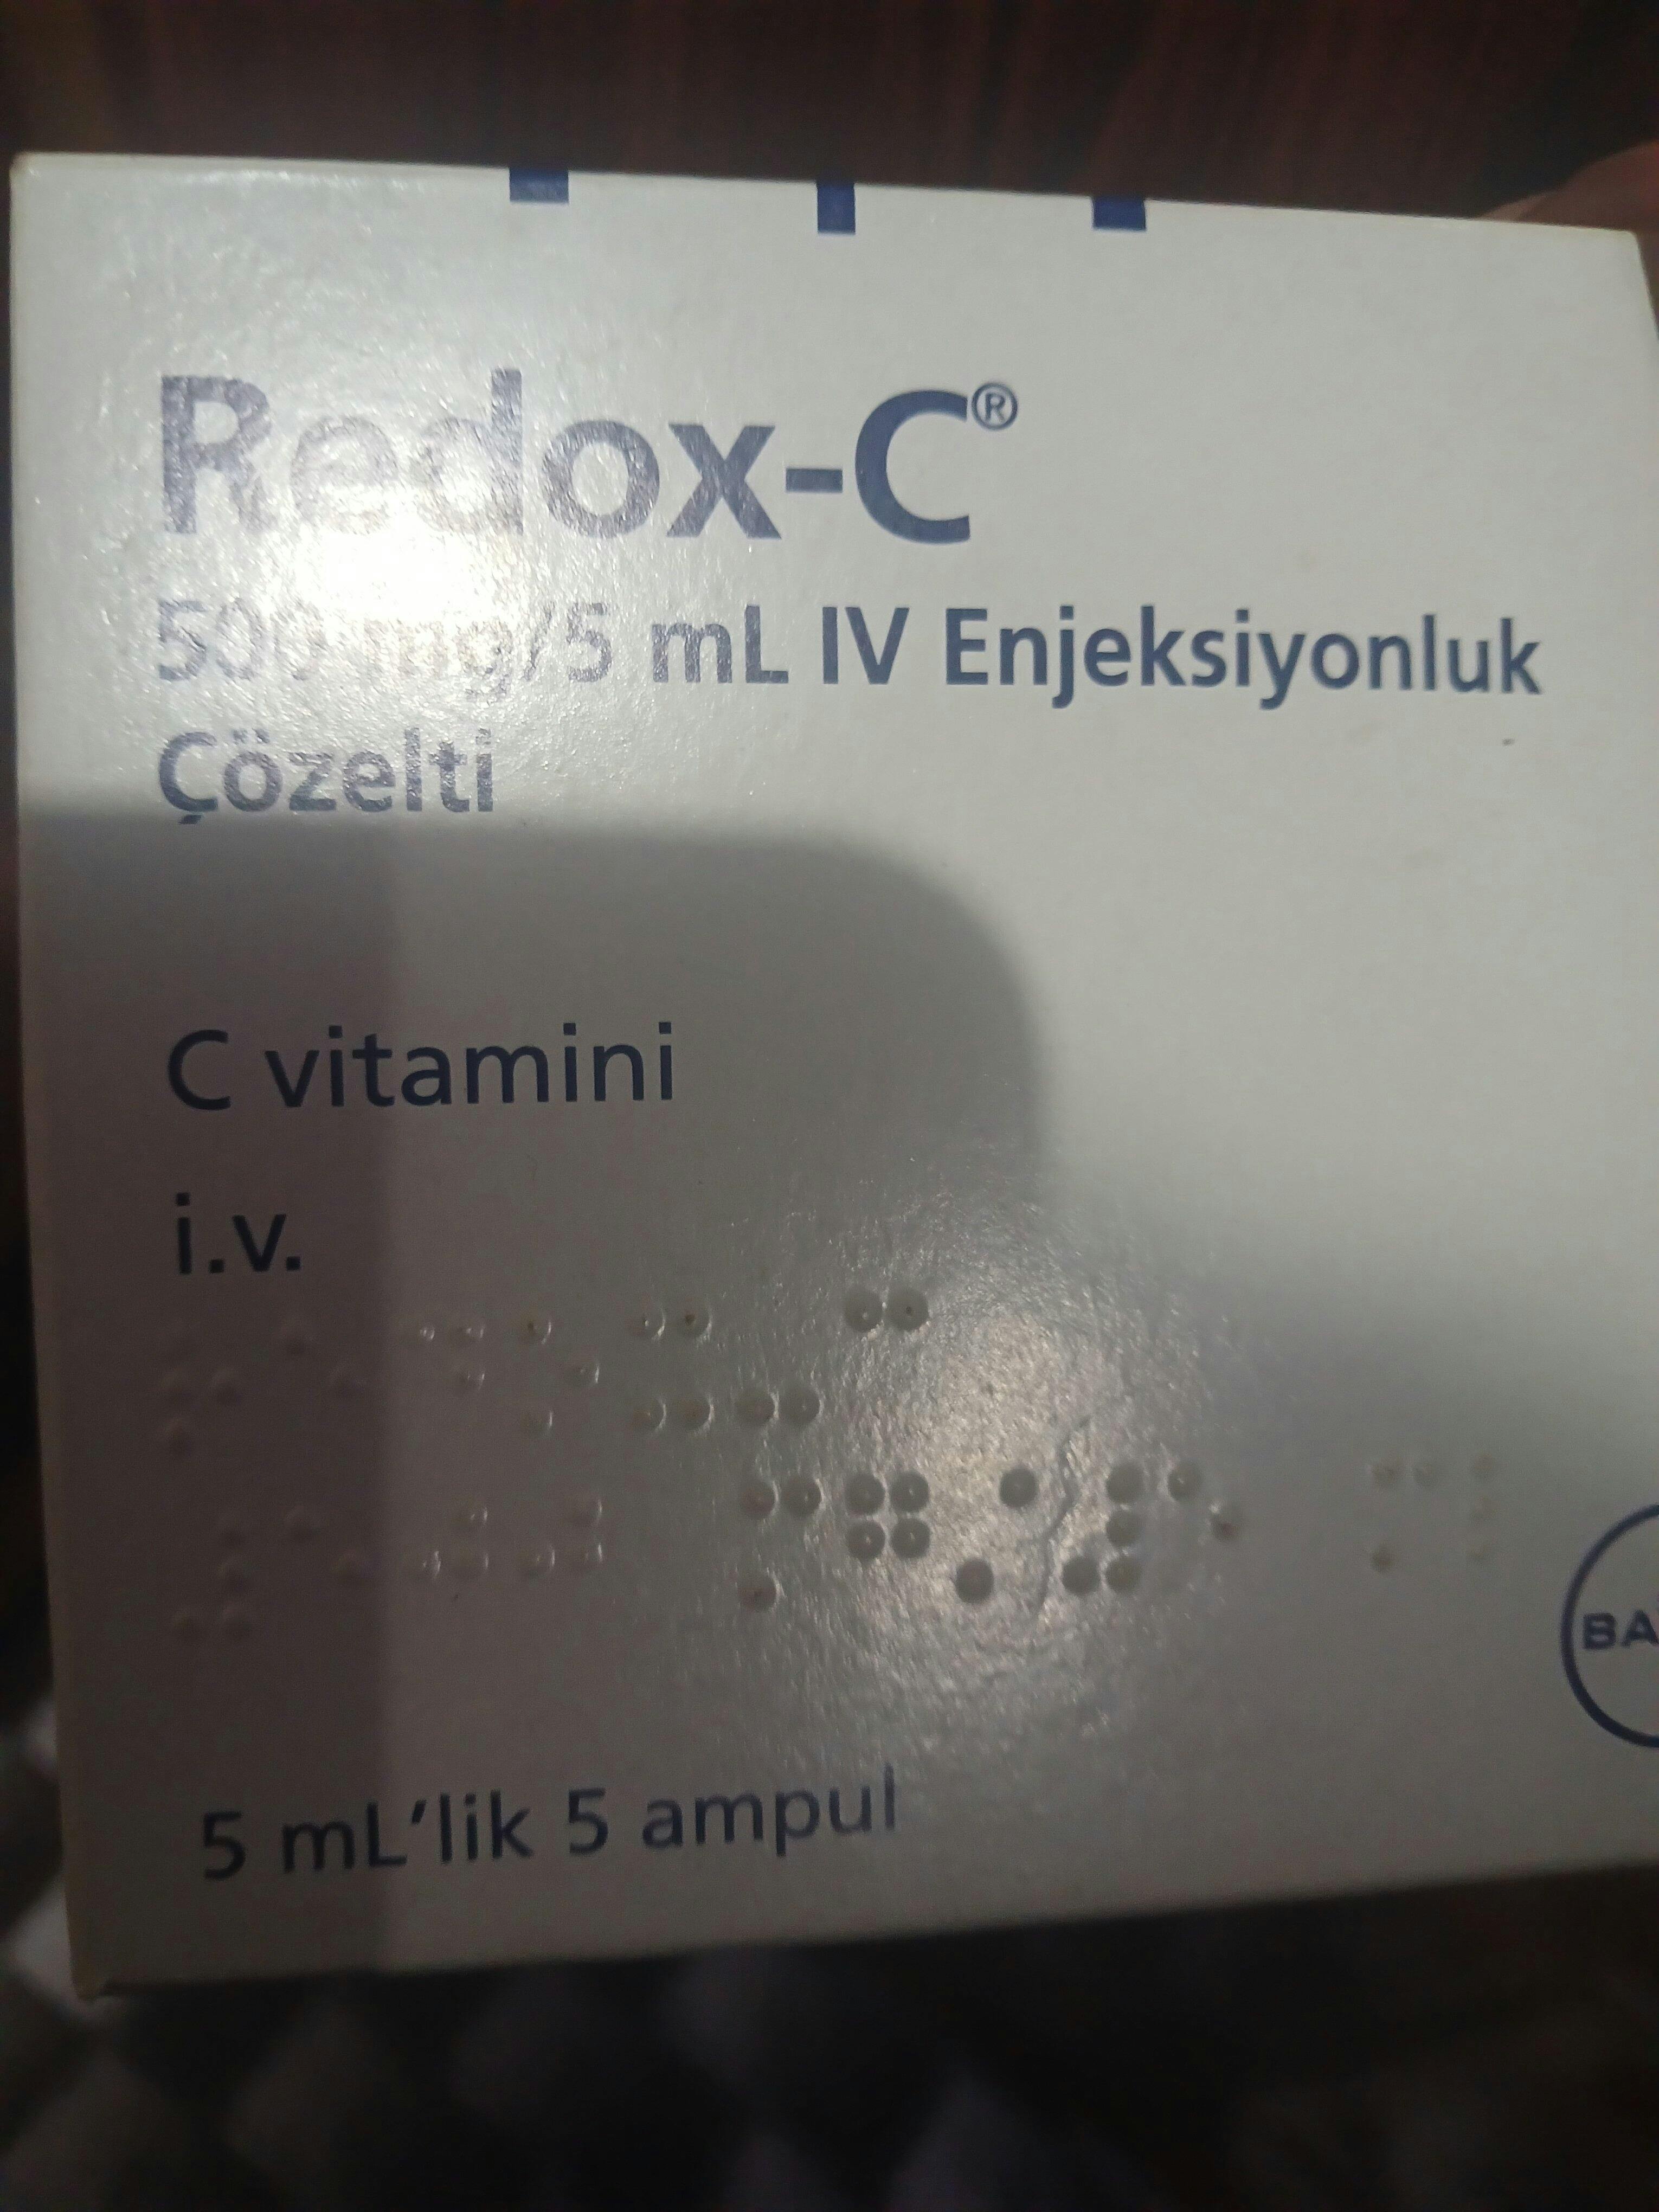 Redox-C®
500 mg/5 mL IV Enjeksiyonluk
Çözelti
C vitamini
i.v.
5 mL'lik 5 ampul